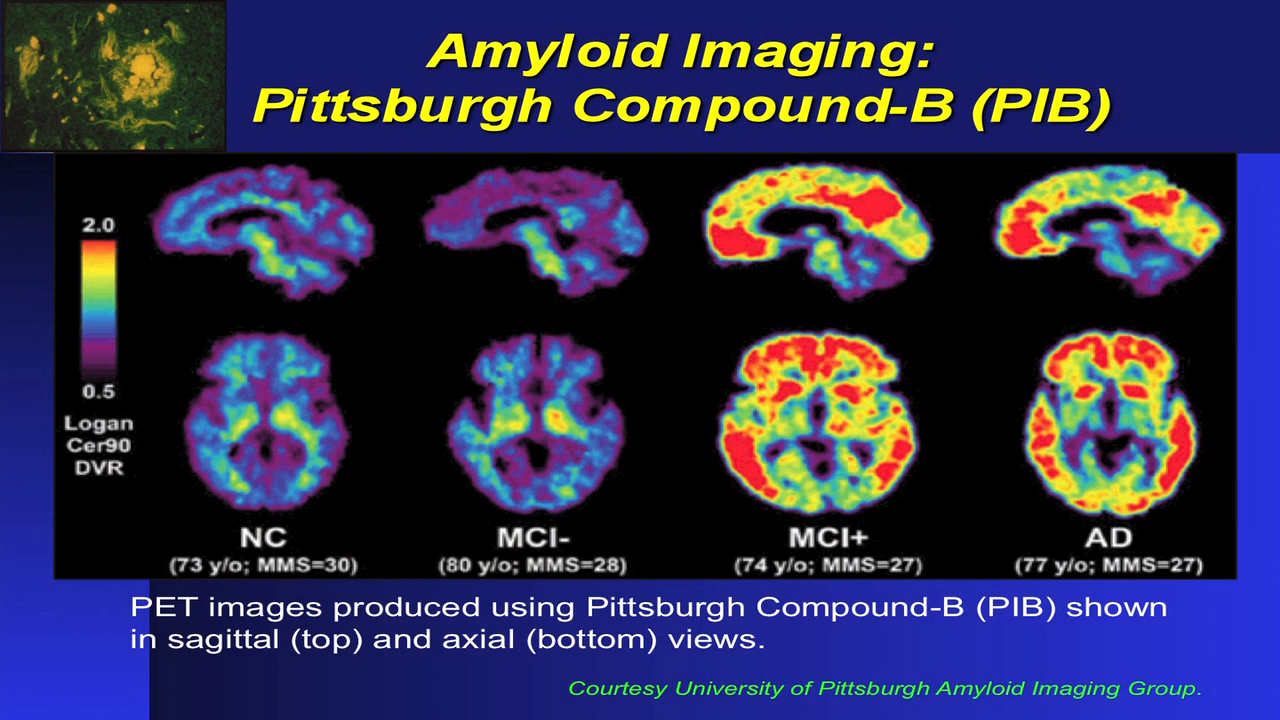 Amyloid Imaging:
Pittsburgh Compound-B (PIB)
2.0
0.5
Logan
Cer90
DVR
NC
(73 y/o; MMS=30)
MCI-
(80 y/o; MMS=28)
MCI+
(74 y/o; MMS=27)
AD
(77 y/o; MMS=27)
PET images produced using Pittsburgh Compound-B (PIB) shown
in sagittal (top) and axial (bottom) views.
Courtesy University of Pittsburgh Amyloid Imaging Group.